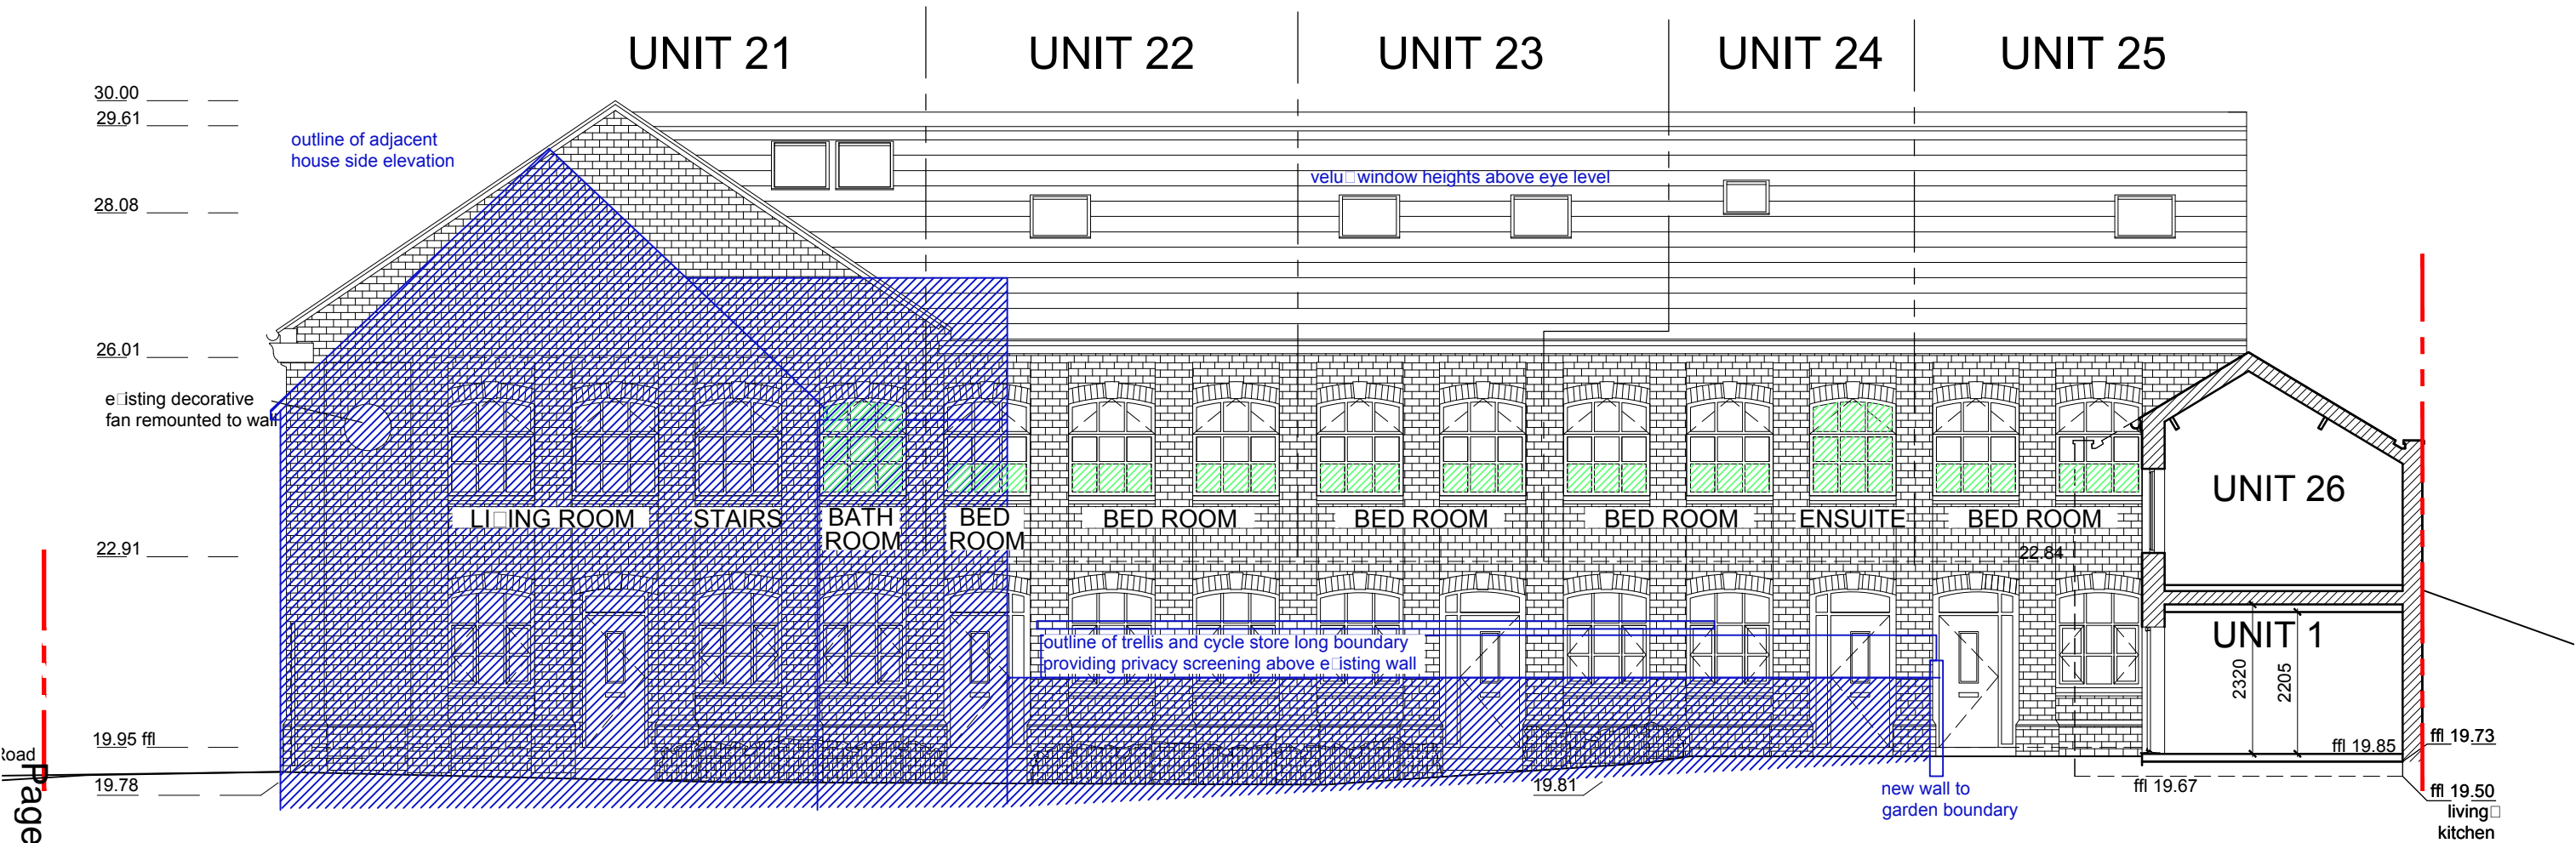 UNIT 21
UNIT 22
UNIT 23
UNIT 24
UNIT 25
30.00
29.61
28.08
26.01
22.91
19.95 ffl
19.78
outline of adjacent
house side elevation
velu□window heights above eye level
e□isting decorative
fan remounted to wall
LI□ING ROOM
STAIRS
BATH
ROOM
BED
ROOM
BED ROOM
BED ROOM
BED ROOM
ENSUITE
BED ROOM
22.84
UNIT 26
UNIT 1
2320
2205
outline of trellis and cycle store long boundary
providing privacy screening above e□isting wall
19.81
new wall to
garden boundary
ffl 19.85
ffl 19.73
ffl 19.67
ffl 19.50
living□
kitchen
Road
Page